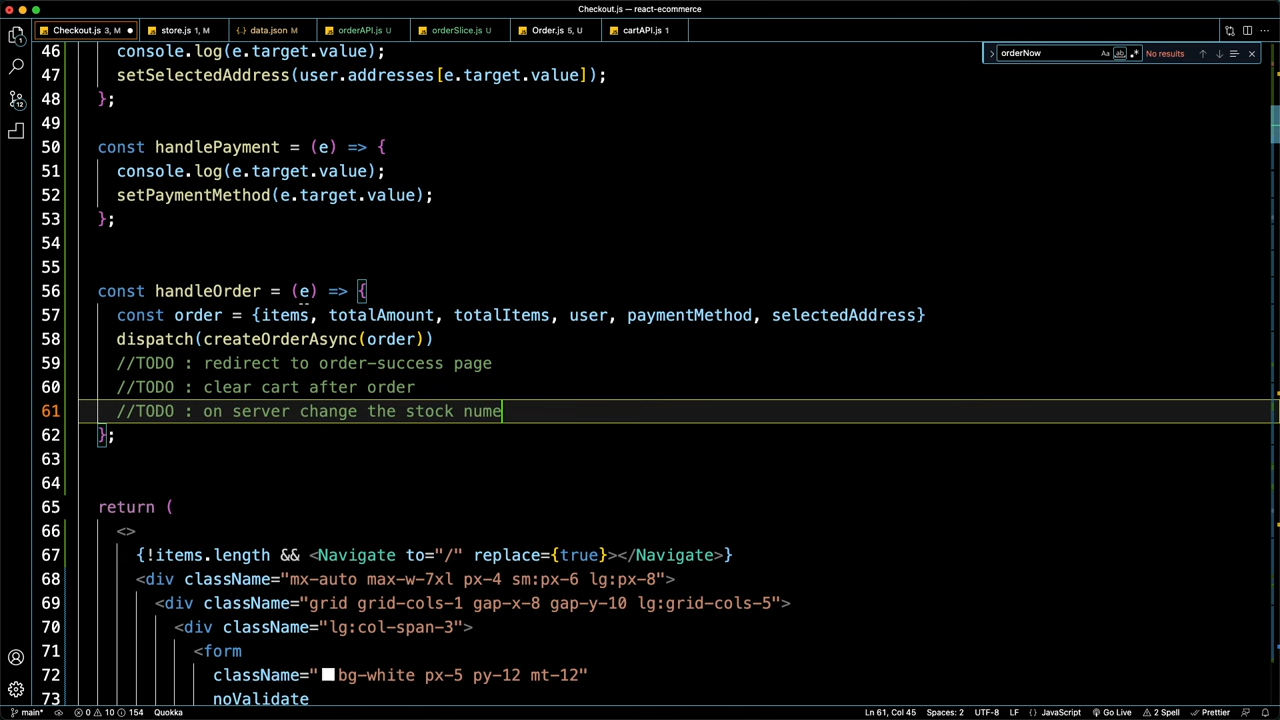 Checkout.js — react-ecommerce
Checkout.js 3, M
store.js 1, M
data.json M
orderAPI.js U
orderSlice.js U
Order.js 5, U
cartAPI.js 1
orderNow
No results
46 console.log(e.target.value);
47 setSelectedAddress(user.addresses[e.target.value]);
48 };
49
50 const handlePayment = (e) => {
51 console.log(e.target.value);
52 setPaymentMethod(e.target.value);
53 };
54
55
56 const handleOrder = (e) => {
57 const order = {items, totalAmount, totalItems, user, paymentMethod, selectedAddress}
58 dispatch(createOrderAsync(order))
59 //TODO : redirect to order-success page
60 //TODO : clear cart after order
61 //TODO : on server change the stock nume
62 };
63
64
65 return (
66 <>
67 {!items.length && <Navigate to="/" replace={true}></Navigate>}
68 <div className="mx-auto max-w-7xl px-4 sm:px-6 lg:px-8">
69 <div className="grid grid-cols-1 gap-x-8 gap-y-10 lg:grid-cols-5">
70 <div className="lg:col-span-3">
71 <form
72 className="bg-white px-5 py-12 mt-12"
73 noValidate
main* 0 10 154 Quokka Ln 61, Col 45 Spaces: 2 UTF-8 LF {} JavaScript Go Live 2 Spell Prettier